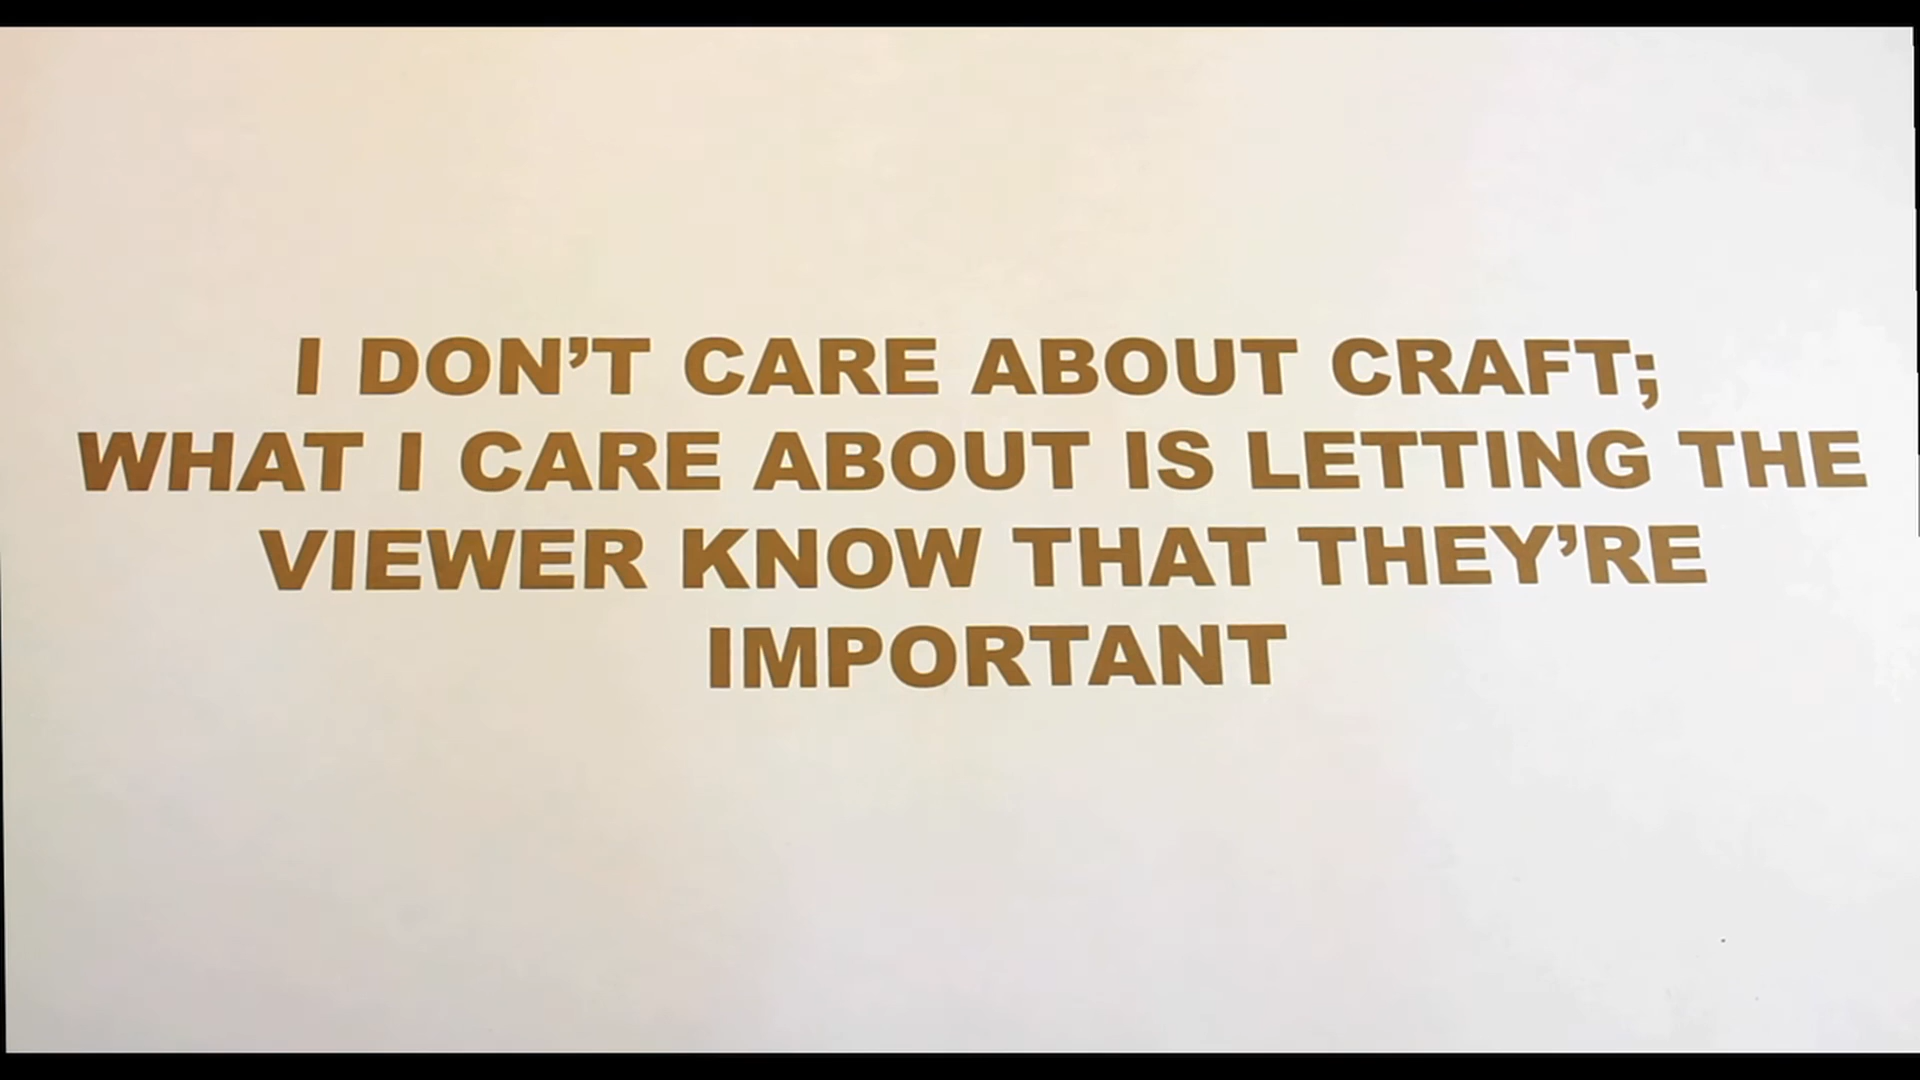 I DON’T CARE ABOUT CRAFT;
WHAT I CARE ABOUT IS LETTING THE
VIEWER KNOW THAT THEY’RE
IMPORTANT